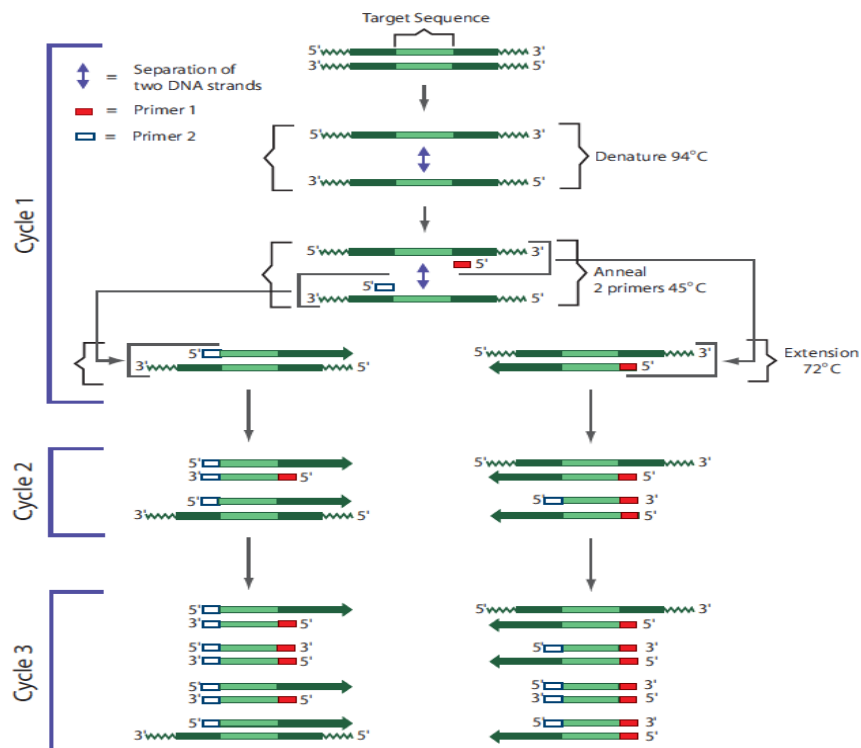 Target Sequence
5' 3'
3' 5'
= Separation of
two DNA strands
= Primer 1
= Primer 2
5' 3'
Denature 94°C
3' 5'
Cycle 1
5' 3'
5'
Anneal
2 primers 45°C
5'
3' 5'
5'
3' 5'
5' 3'
5'
Extension
72°C
Cycle 2
5'
3' 5'
5'
3' 5'
5' 3'
5'
5' 3'
5'
Cycle 3
5'
3' 5'
5' 3'
3' 5'
5'
3' 5'
5'
3' 5'
5' 3'
5'
5' 3'
5'
5' 3'
3' 5'
5' 3'
5'